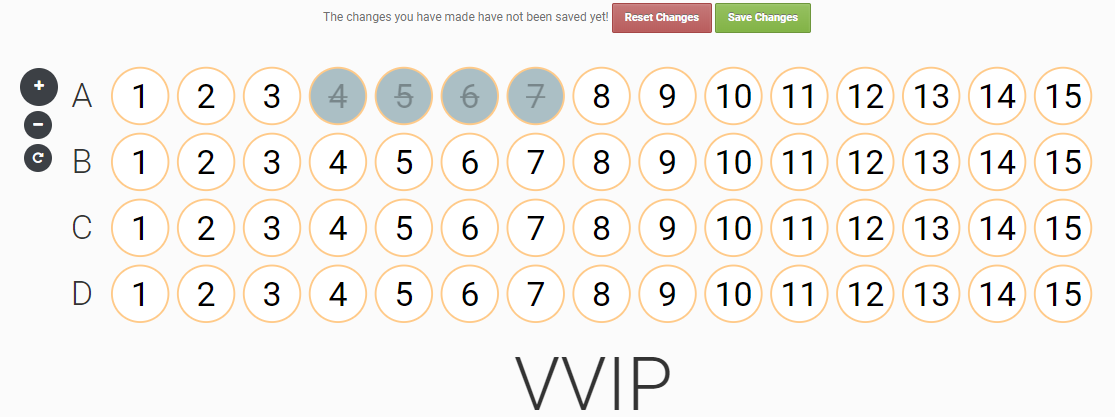 The changes you have made have not been saved yet! Reset Changes Save Changes
A 1 2 3 4 5 6 7 8 9 10 11 12 13 14 15
B 1 2 3 4 5 6 7 8 9 10 11 12 13 14 15
C 1 2 3 4 5 6 7 8 9 10 11 12 13 14 15
D 1 2 3 4 5 6 7 8 9 10 11 12 13 14 15
VVIP